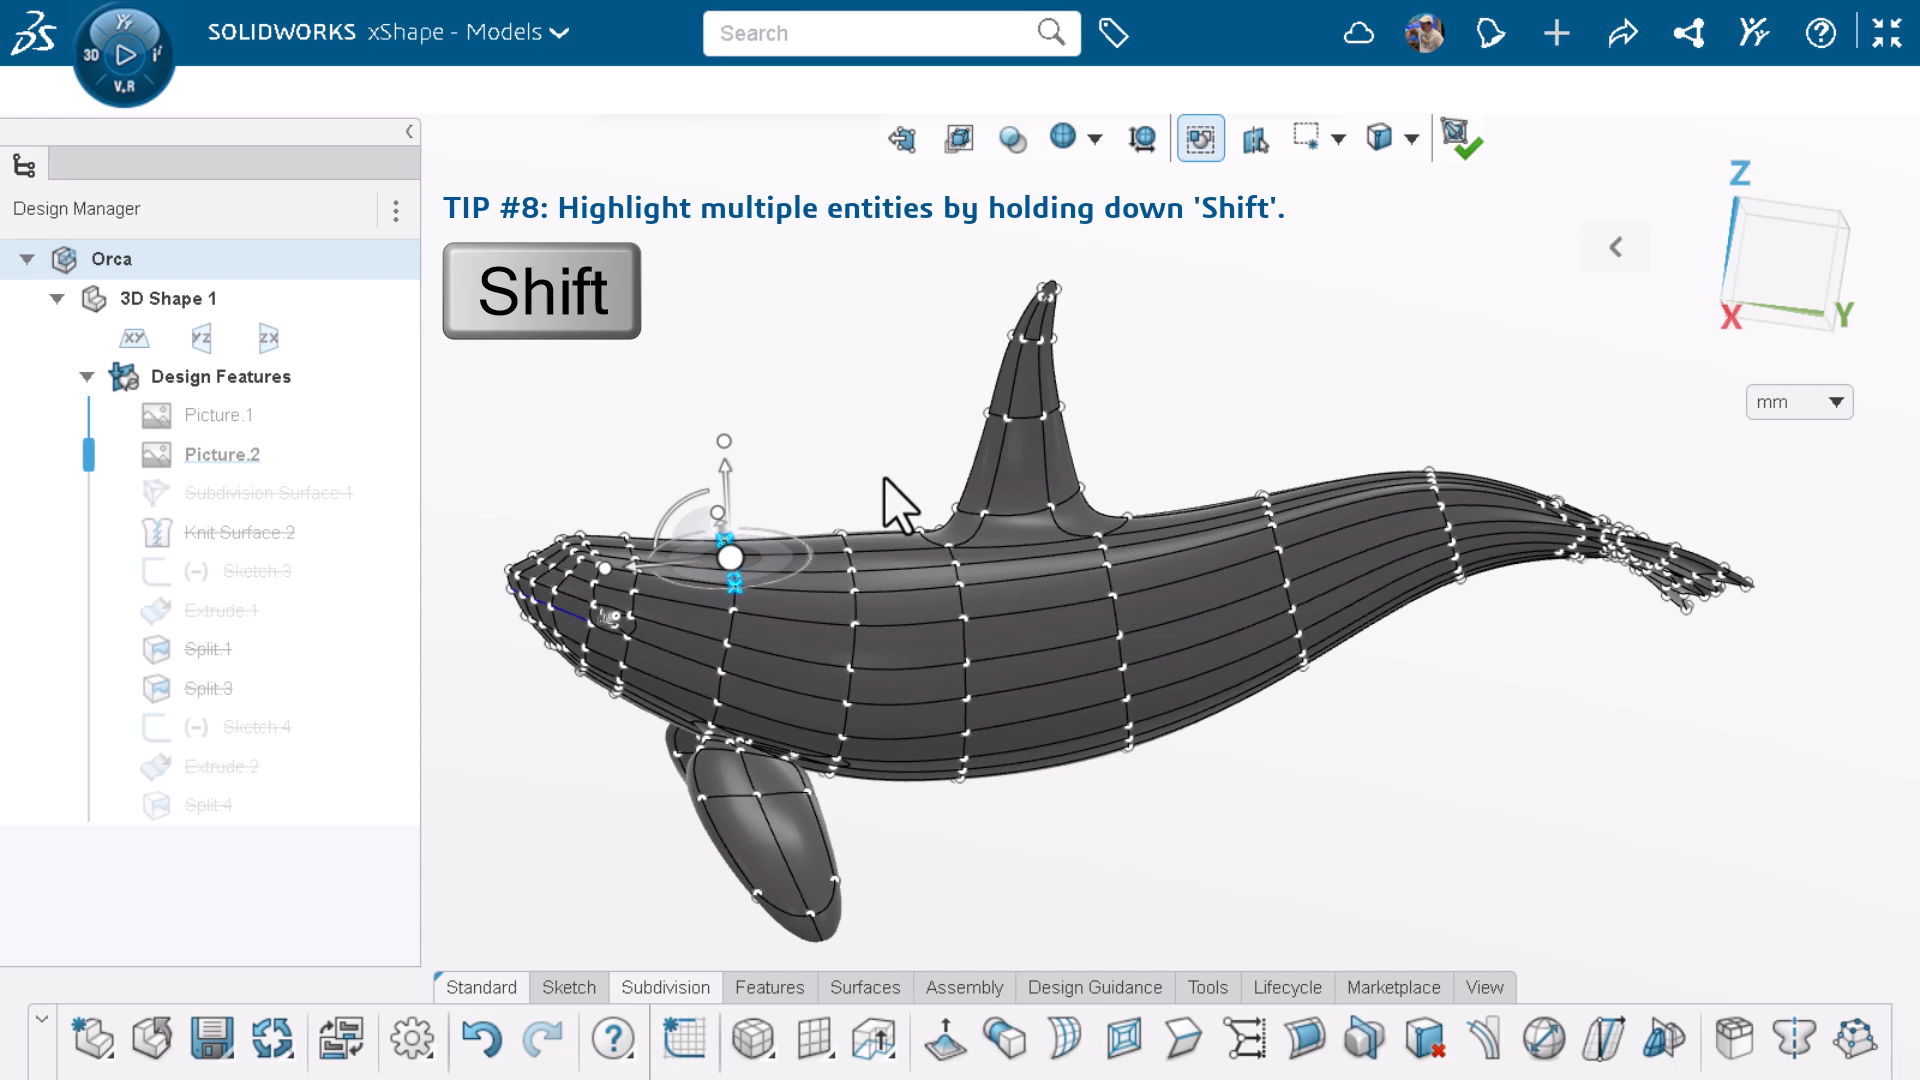 3DS
3D
V.R
SOLIDWORKS xShape - Models
Search
Design Manager
Orca
3D Shape 1
XY YZ ZX
Design Features
Picture.1
Picture.2
Subdivision Surface.1
Knit Surface.2
(-) Sketch.3
Extrude.1
Split.1
Split.3
(-) Sketch.4
Extrude.2
Split.4
TIP #8: Highlight multiple entities by holding down 'Shift'.
Shift
Z
X
Y
mm
Standard Sketch Subdivision Features Surfaces Assembly Design Guidance Tools Lifecycle Marketplace View